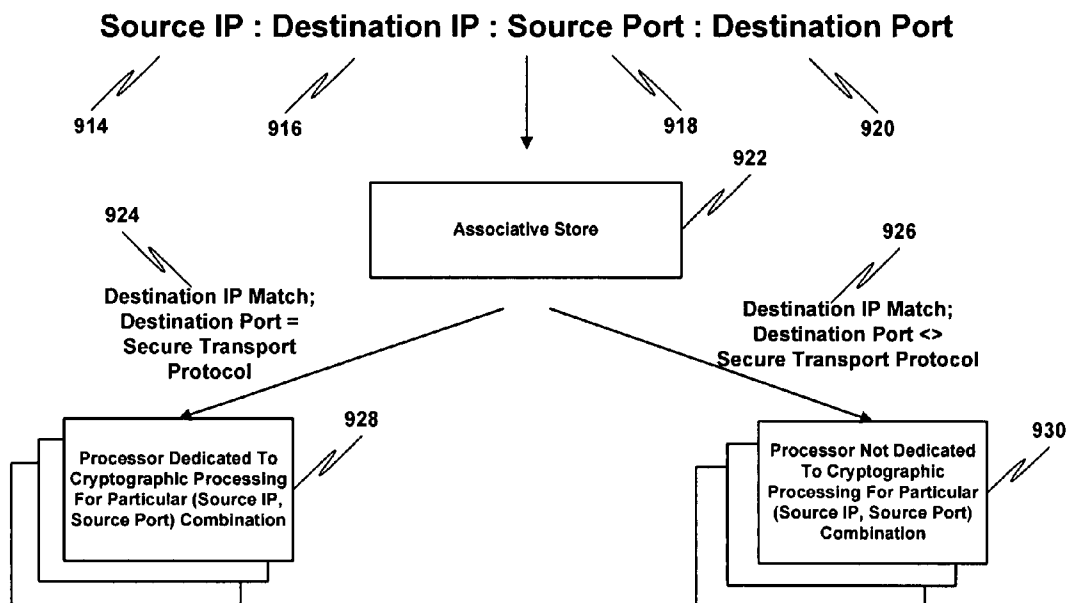 Source IP : Destination IP : Source Port : Destination Port
914
916
918
920
922
Associative Store
924
Destination IP Match;
Destination Port =
Secure Transport
Protocol
926
Destination IP Match;
Destination Port <>
Secure Transport Protocol
928
Processor Dedicated To
Cryptographic Processing
For Particular (Source IP,
Source Port) Combination
930
Processor Not Dedicated
To Cryptographic
Processing For Particular
(Source IP, Source Port)
Combination